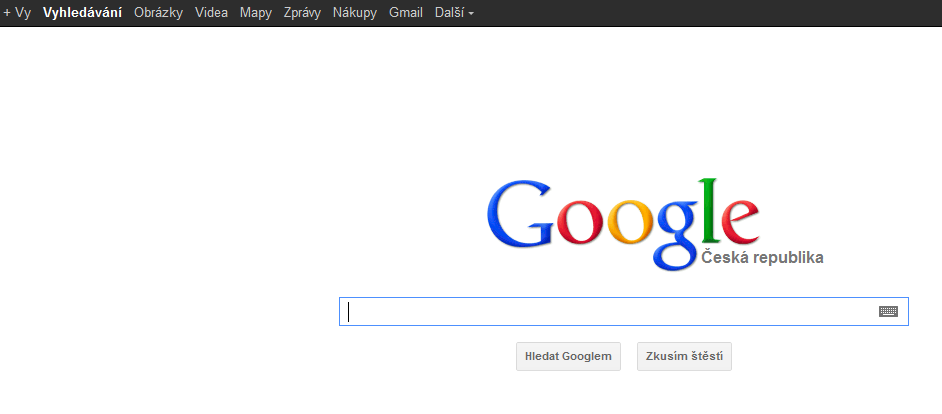 + Vy Vyhledávání Obrázky Videa Mapy Zprávy Nákupy Gmail Další
Google
Česká republika
Hledat Googlem Zkusím štěstí